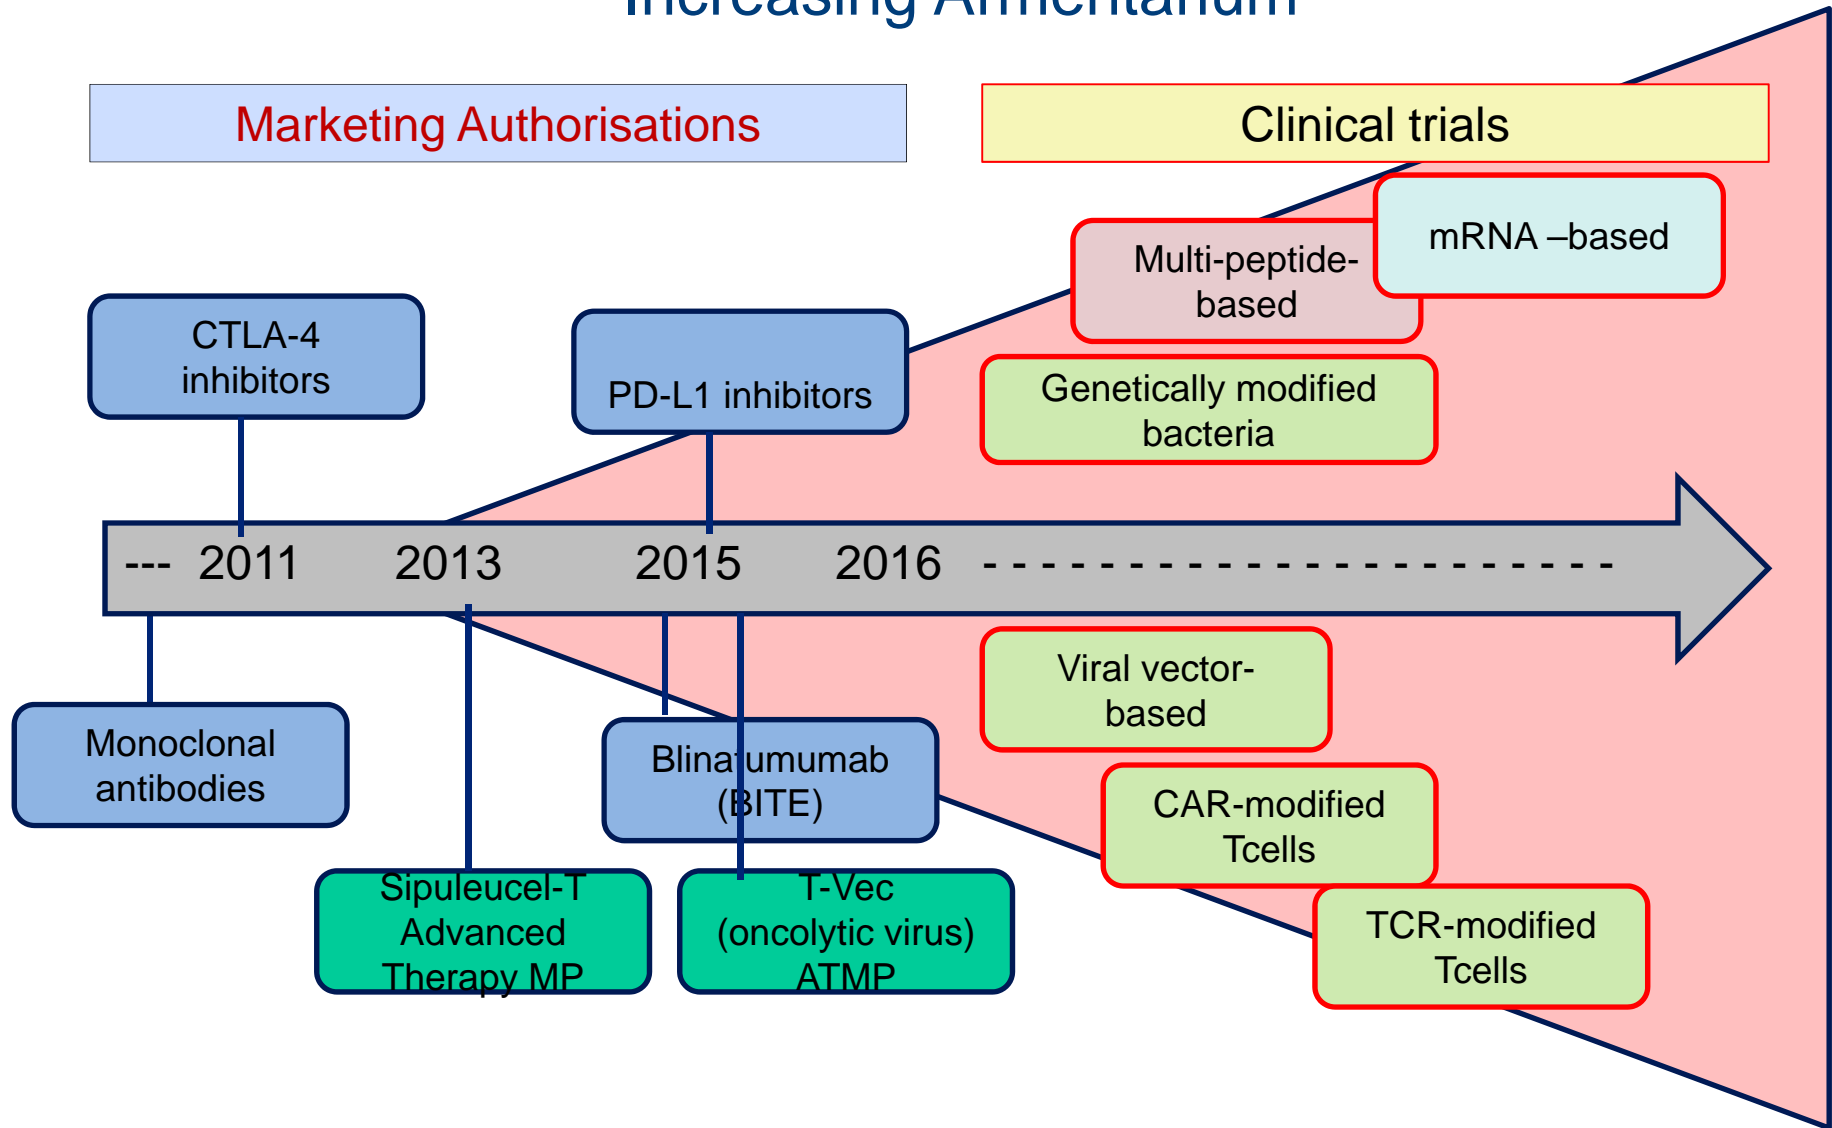 Increasing Armentarium
Marketing Authorisations
Clinical trials
mRNA –based
Multi-peptide-
based
CTLA-4
inhibitors
PD-L1 inhibitors
Genetically modified
bacteria
--- 2011 2013 2015 2016 - - - - - - - - - - - - - - - - - - - - - -
Viral vector-
based
Monoclonal
antibodies
Blinatumumab
(BITE)
CAR-modified
Tcells
Sipuleucel-T
Advanced
Therapy MP
T-Vec
(oncolytic virus)
ATMP
TCR-modified
Tcells